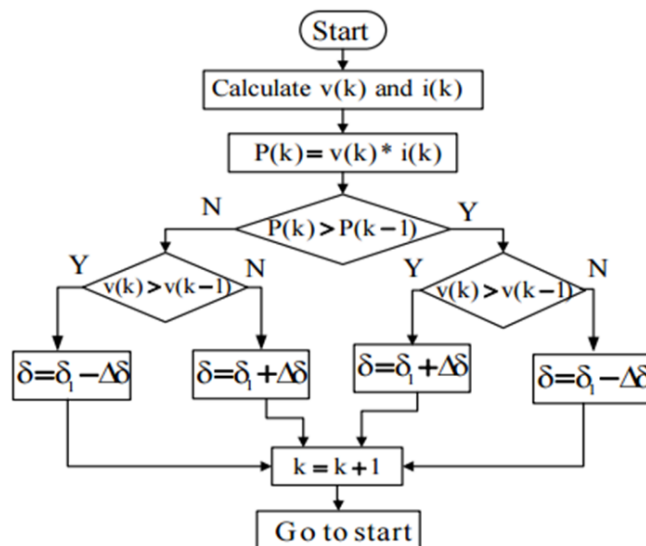 Start
Calculate v(k) and i(k)
P(k)= v(k)* i(k)
N
P(k)>P(k−1)
Y
Y
v(k)>v(k-1)
N
Y
v(k)>v(k−1)
N
δ=δ₁−Δδ
δ=δ₁+Δδ
δ=δ₁+Δδ
δ=δ₁−Δδ
k = k+1
Go to start